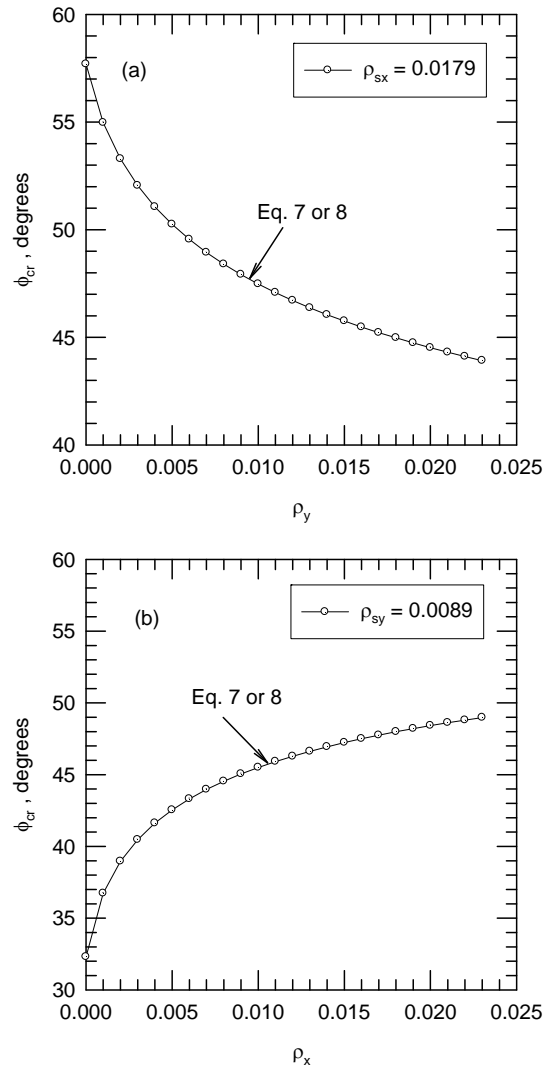 60
(a)
ρsx = 0.0179
55
Eq. 7 or 8
50
ϕcr , degrees
45
40
0.000 0.005 0.010 0.015 0.020 0.025
ρy
60
(b)
ρsy = 0.0089
55
50
Eq. 7 or 8
45
ϕcr , degrees
40
35
30
0.000 0.005 0.010 0.015 0.020 0.025
ρx